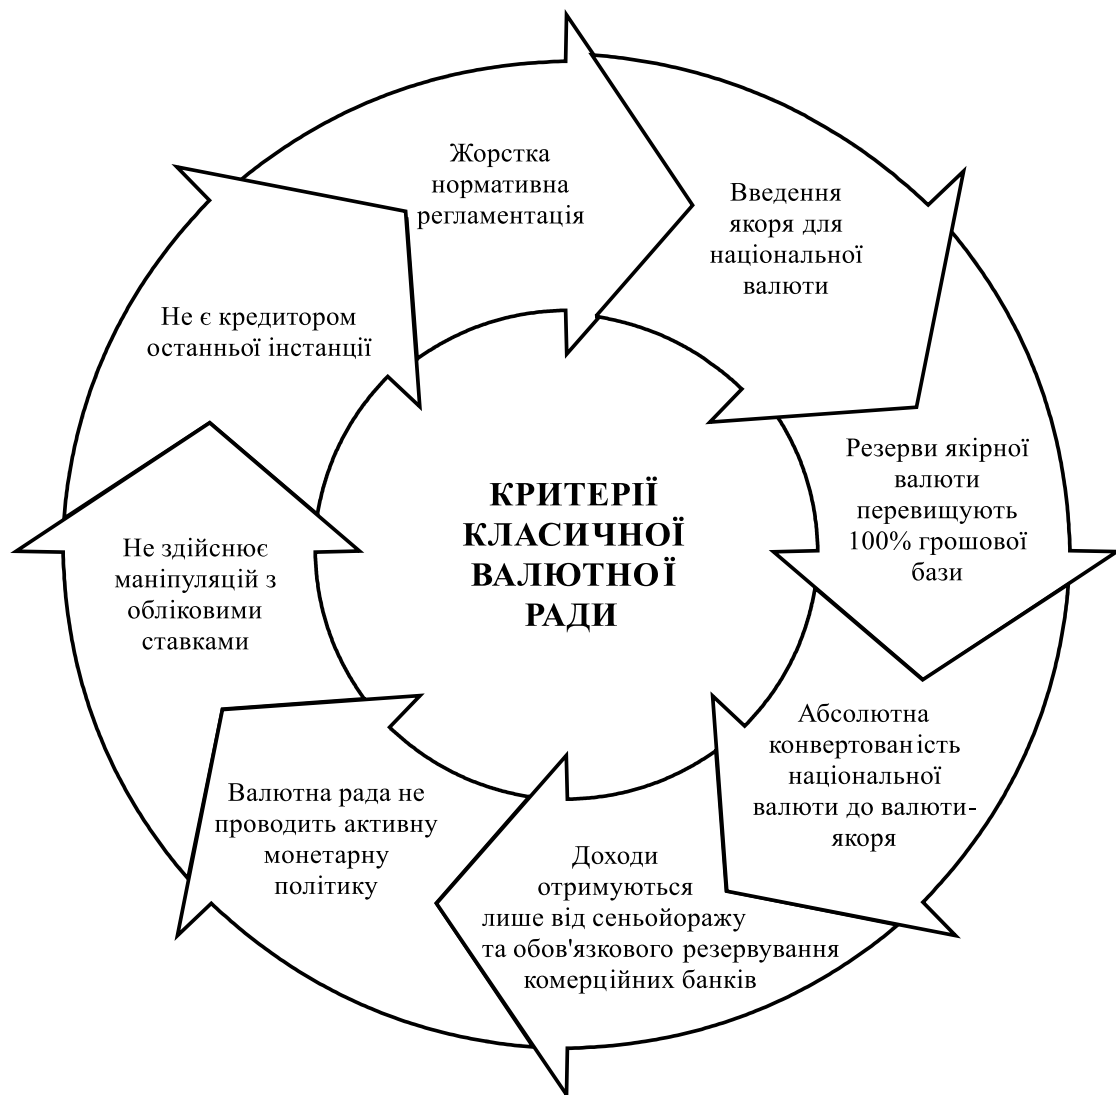 Жорстка
нормативна
регламентація
Введення
якоря для
національної
валюти
Резерви якірної
валюти
перевищують
100% грошової
бази
Абсолютна
конвертованість
національної
валюти до валюти-
якоря
Доходи
отримуються
лише від сеньйоражу
та обов'язкового резервування
комерційних банків
Валютна рада не
проводить активну
монетарну
політику
Не здійснює
маніпуляцій з
обліковими
ставками
Не є кредитором
останньої інстанції
КРИТЕРІЇ
КЛАСИЧНОЇ
ВАЛЮТНОЇ
РАДИ